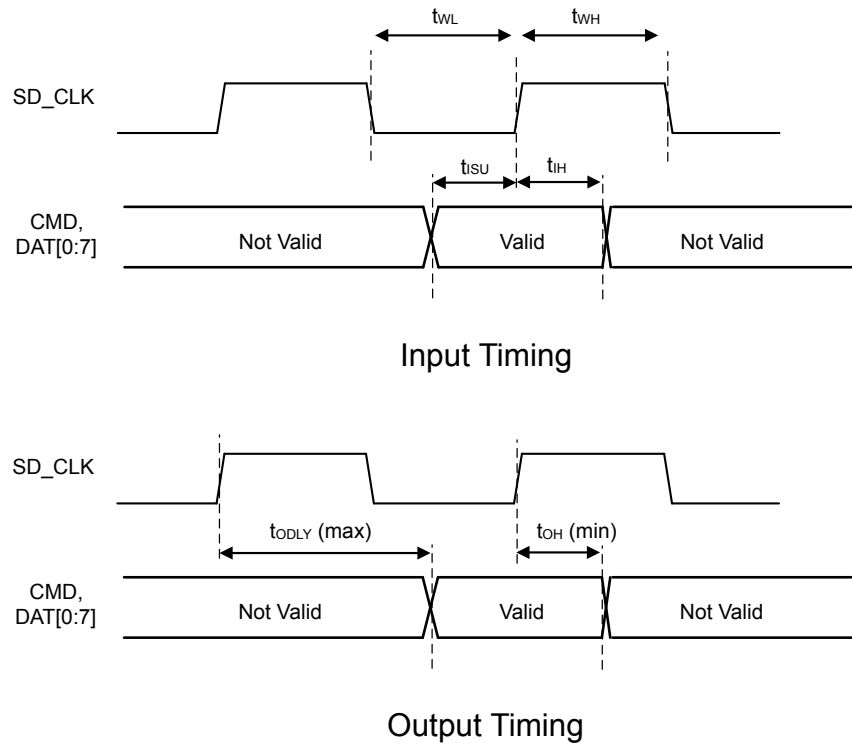 tWL
tWH
SD_CLK
tISU
tIH
CMD,
DAT[0:7]
Not Valid
Valid
Not Valid
Input Timing
SD_CLK
tODLY (max)
tOH (min)
CMD,
DAT[0:7]
Not Valid
Valid
Not Valid
Output Timing